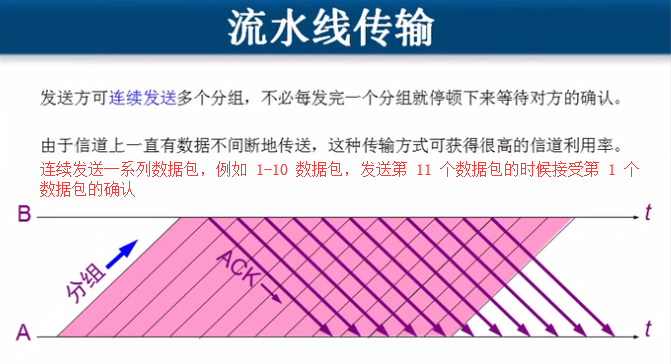 流水线传输
发送方可连续发送多个分组，不必每发完一个分组就停顿下来等待对方的确认。
由于信道上一直有数据不间断地传送，这种传输方式可获得很高的信道利用率。
连续发送一系列数据包，例如 1-10 数据包，发送第 11 个数据包的时候接受第 1 个
数据包的确认
B
t
分组
ACK
A
t